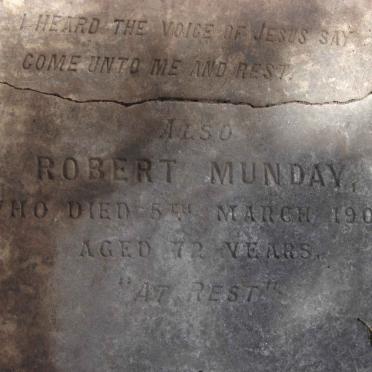 I HEARD THE VOICE OF JESUS SAY
COME UNTO ME AND REST.
ALSO
ROBERT MUNDAY,
WHO DIED 5TH MARCH 190
AGED 72 YEARS.
"AT REST"